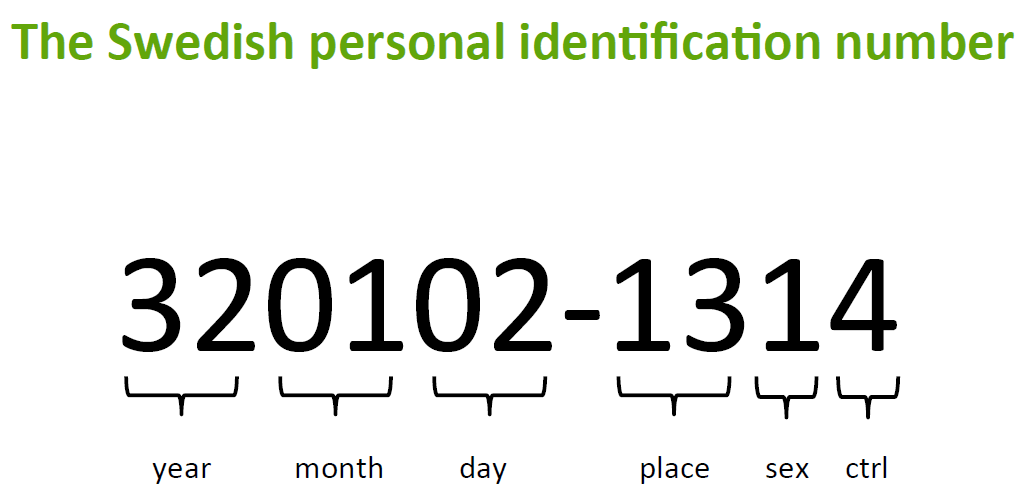 The Swedish personal identification number
320102-1314
year month day place sex ctrl